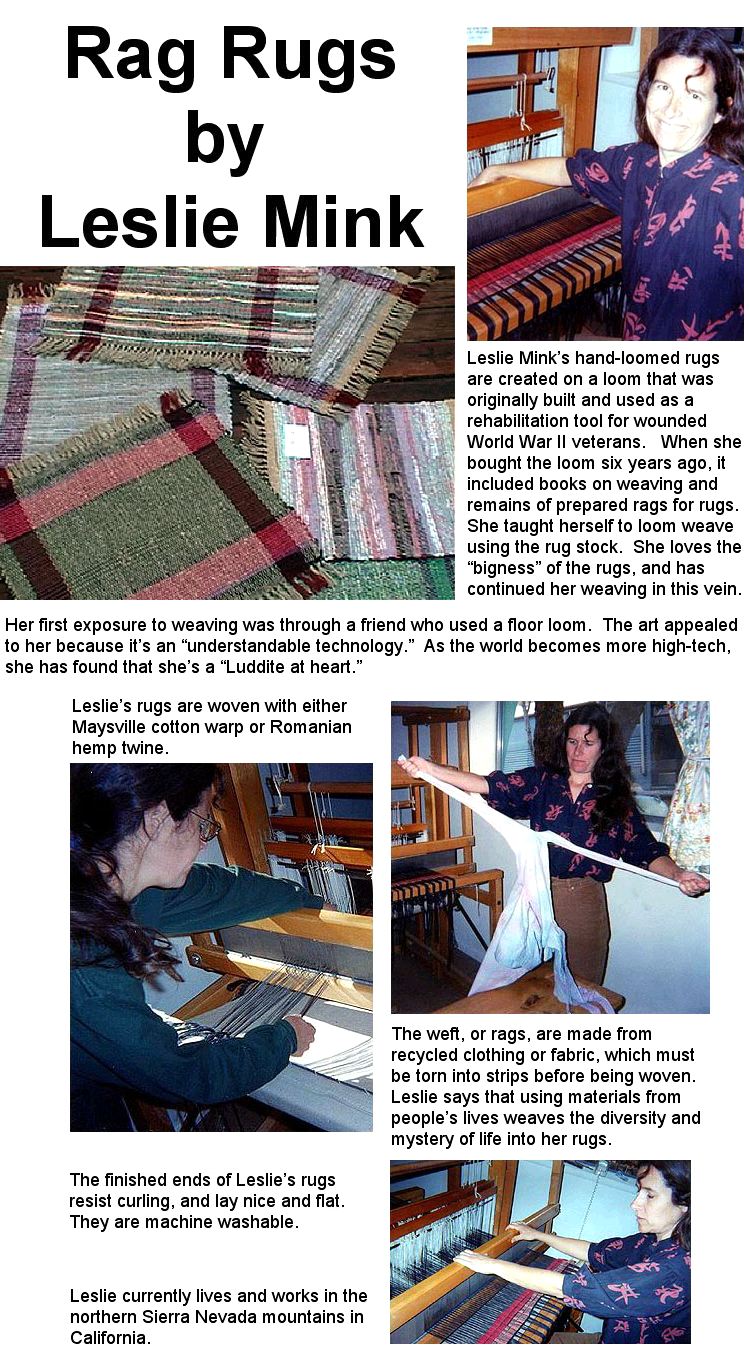 Rag Rugs
by
Leslie Mink
Leslie Mink's hand-loomed rugs
are created on a loom that was
originally built and used as a
rehabilitation tool for wounded
World War II veterans.   When she
bought the loom six years ago, it
included books on weaving and
remains of prepared rags for rugs.
She taught herself to loom weave
using the rug stock.  She loves the
“bigness” of the rugs, and has
continued her weaving in this vein.
Her first exposure to weaving was through a friend who used a floor loom.  The art appealed
to her because it's an “understandable technology.”  As the world becomes more high-tech,
she has found that she's a “Luddite at heart.”
Leslie's rugs are woven with either
Maysville cotton warp or Romanian
hemp twine.
The weft, or rags, are made from
recycled clothing or fabric, which must
be torn into strips before being woven.
Leslie says that using materials from
people's lives weaves the diversity and
mystery of life into her rugs.
The finished ends of Leslie's rugs
resist curling, and lay nice and flat.
They are machine washable.
Leslie currently lives and works in the
northern Sierra Nevada mountains in
California.